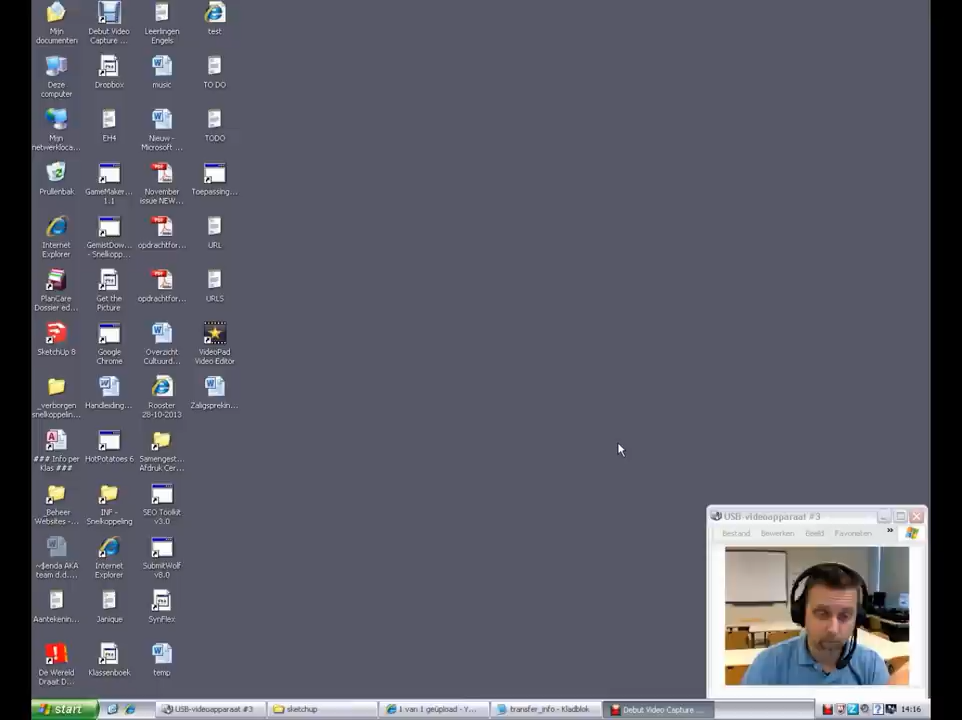 Mijn
documenten
Debut Video
Capture ...
Leerlingen
Engels
test
Deze
computer
Dropbox
music
TO DO
Mijn
netwerkloca...
EH4
Nieuw -
Microsoft ...
TODO
Prullenbak
GameMaker...
1.1
November
issue NEW...
Toepassing...
Internet
Explorer
GemistDow...
- Snelkopp...
opdrachtfor...
URL
PlanCare
Dossier ed...
Get the
Picture
opdrachtfor...
URLS
SketchUp 8
Google
Chrome
Overzicht
Cultuurd...
VideoPad
Video Editor
_verborgen
snelkoppelin...
Handleiding...
Rooster
28-10-2013
Zaligsprekin...
### Info per
Klas ###
HotPotatoes 6
Samengest...
Afdruk Cer...
_Beheer
Websites -...
INF -
Snelkoppeling
SEO Toolkit
v3.0
~$enda AKA
team d.d....
Internet
Explorer
SubmitWolf
v8.0
Aantekenin...
Janique
SynFlex
De Wereld
Draait D...
Klassenboek
temp
USB-videoapparaat #3
Bestand Bewerken Beeld Favorieten »
start
USB-videoapparaat #3
sketchup
1 van 1 geüpload - Y...
transfer_info - Kladblok
Debut Video Capture ...
14:16